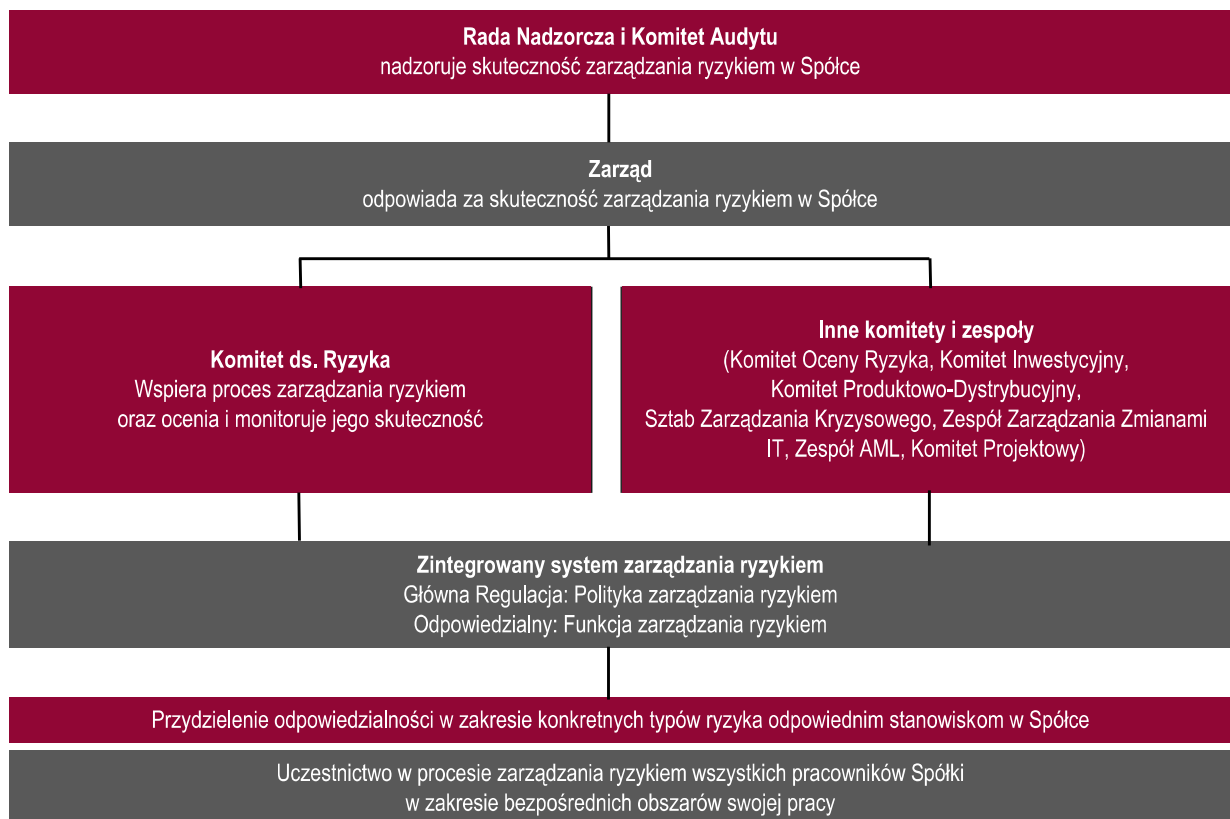 Rada Nadzorcza i Komitet Audytu
nadzoruje skuteczność zarządzania ryzykiem w Spółce
Zarząd
odpowiada za skuteczność zarządzania ryzykiem w Spółce
Komitet ds. Ryzyka
Wspiera proces zarządzania ryzykiem
oraz ocenia i monitoruje jego skuteczność
Inne komitety i zespoły
(Komitet Oceny Ryzyka, Komitet Inwestycyjny,
Komitet Produktowo-Dystrybucyjny,
Sztab Zarządzania Kryzysowego, Zespół Zarządzania Zmianami
IT, Zespół AML, Komitet Projektowy)
Zintegrowany system zarządzania ryzykiem
Główna Regulacja: Polityka zarządzania ryzykiem
Odpowiedzialny: Funkcja zarządzania ryzykiem
Przydzielenie odpowiedzialności w zakresie konkretnych typów ryzyka odpowiednim stanowiskom w Spółce
Uczestnictwo w procesie zarządzania ryzykiem wszystkich pracowników Spółki
w zakresie bezpośrednich obszarów swojej pracy